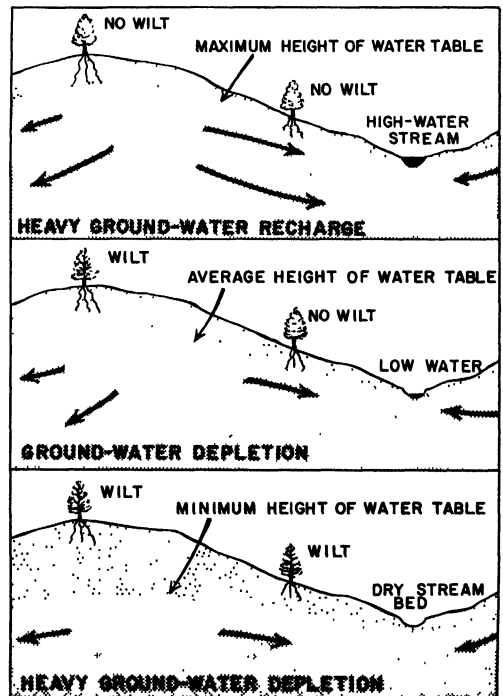 NO WILT
MAXIMUM HEIGHT OF WATER TABLE
NO WILT
HIGH-WATER
STREAM
HEAVY GROUND-WATER RECHARGE
WILT
AVERAGE HEIGHT OF WATER TABLE
NO WILT
LOW WATER
GROUND-WATER DEPLETION
WILT
MINIMUM HEIGHT OF WATER TABLE
WILT
DRY STREAM
BED
HEAVY GROUND-WATER DEPLETION